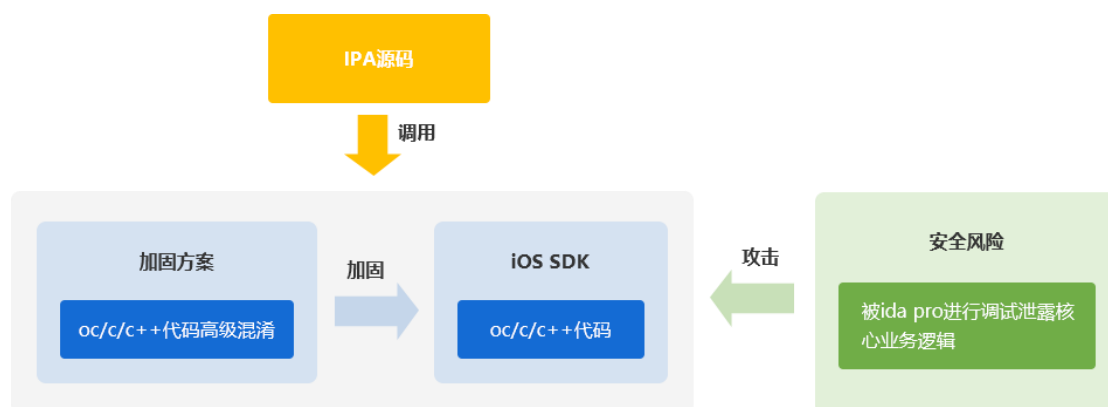 IPA源码
调用
加固方案
oc/c/c++代码高级混淆
加固
iOS SDK
oc/c/c++代码
攻击
安全风险
被ida pro进行调试泄露核
心业务逻辑